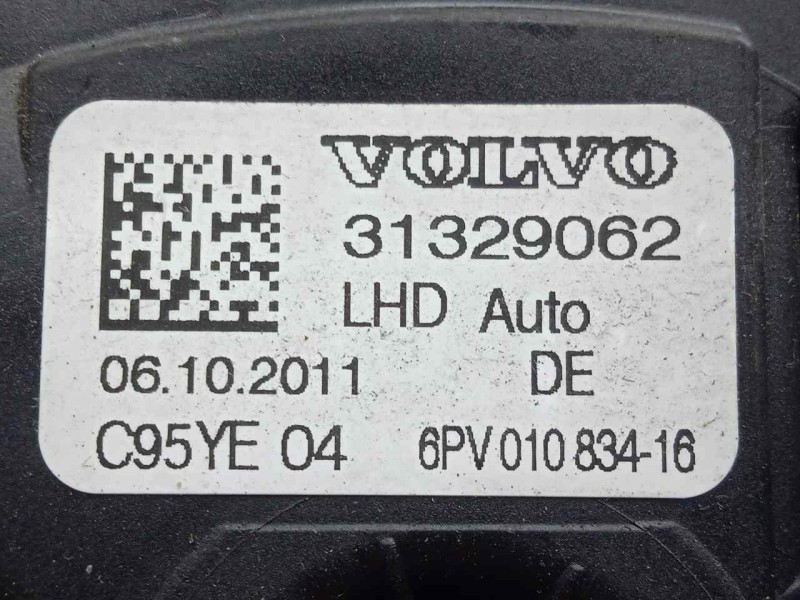 VOLVO
31329062
LHD Auto
06.10.2011 DE
C95YE 04 6PV 010 834-16